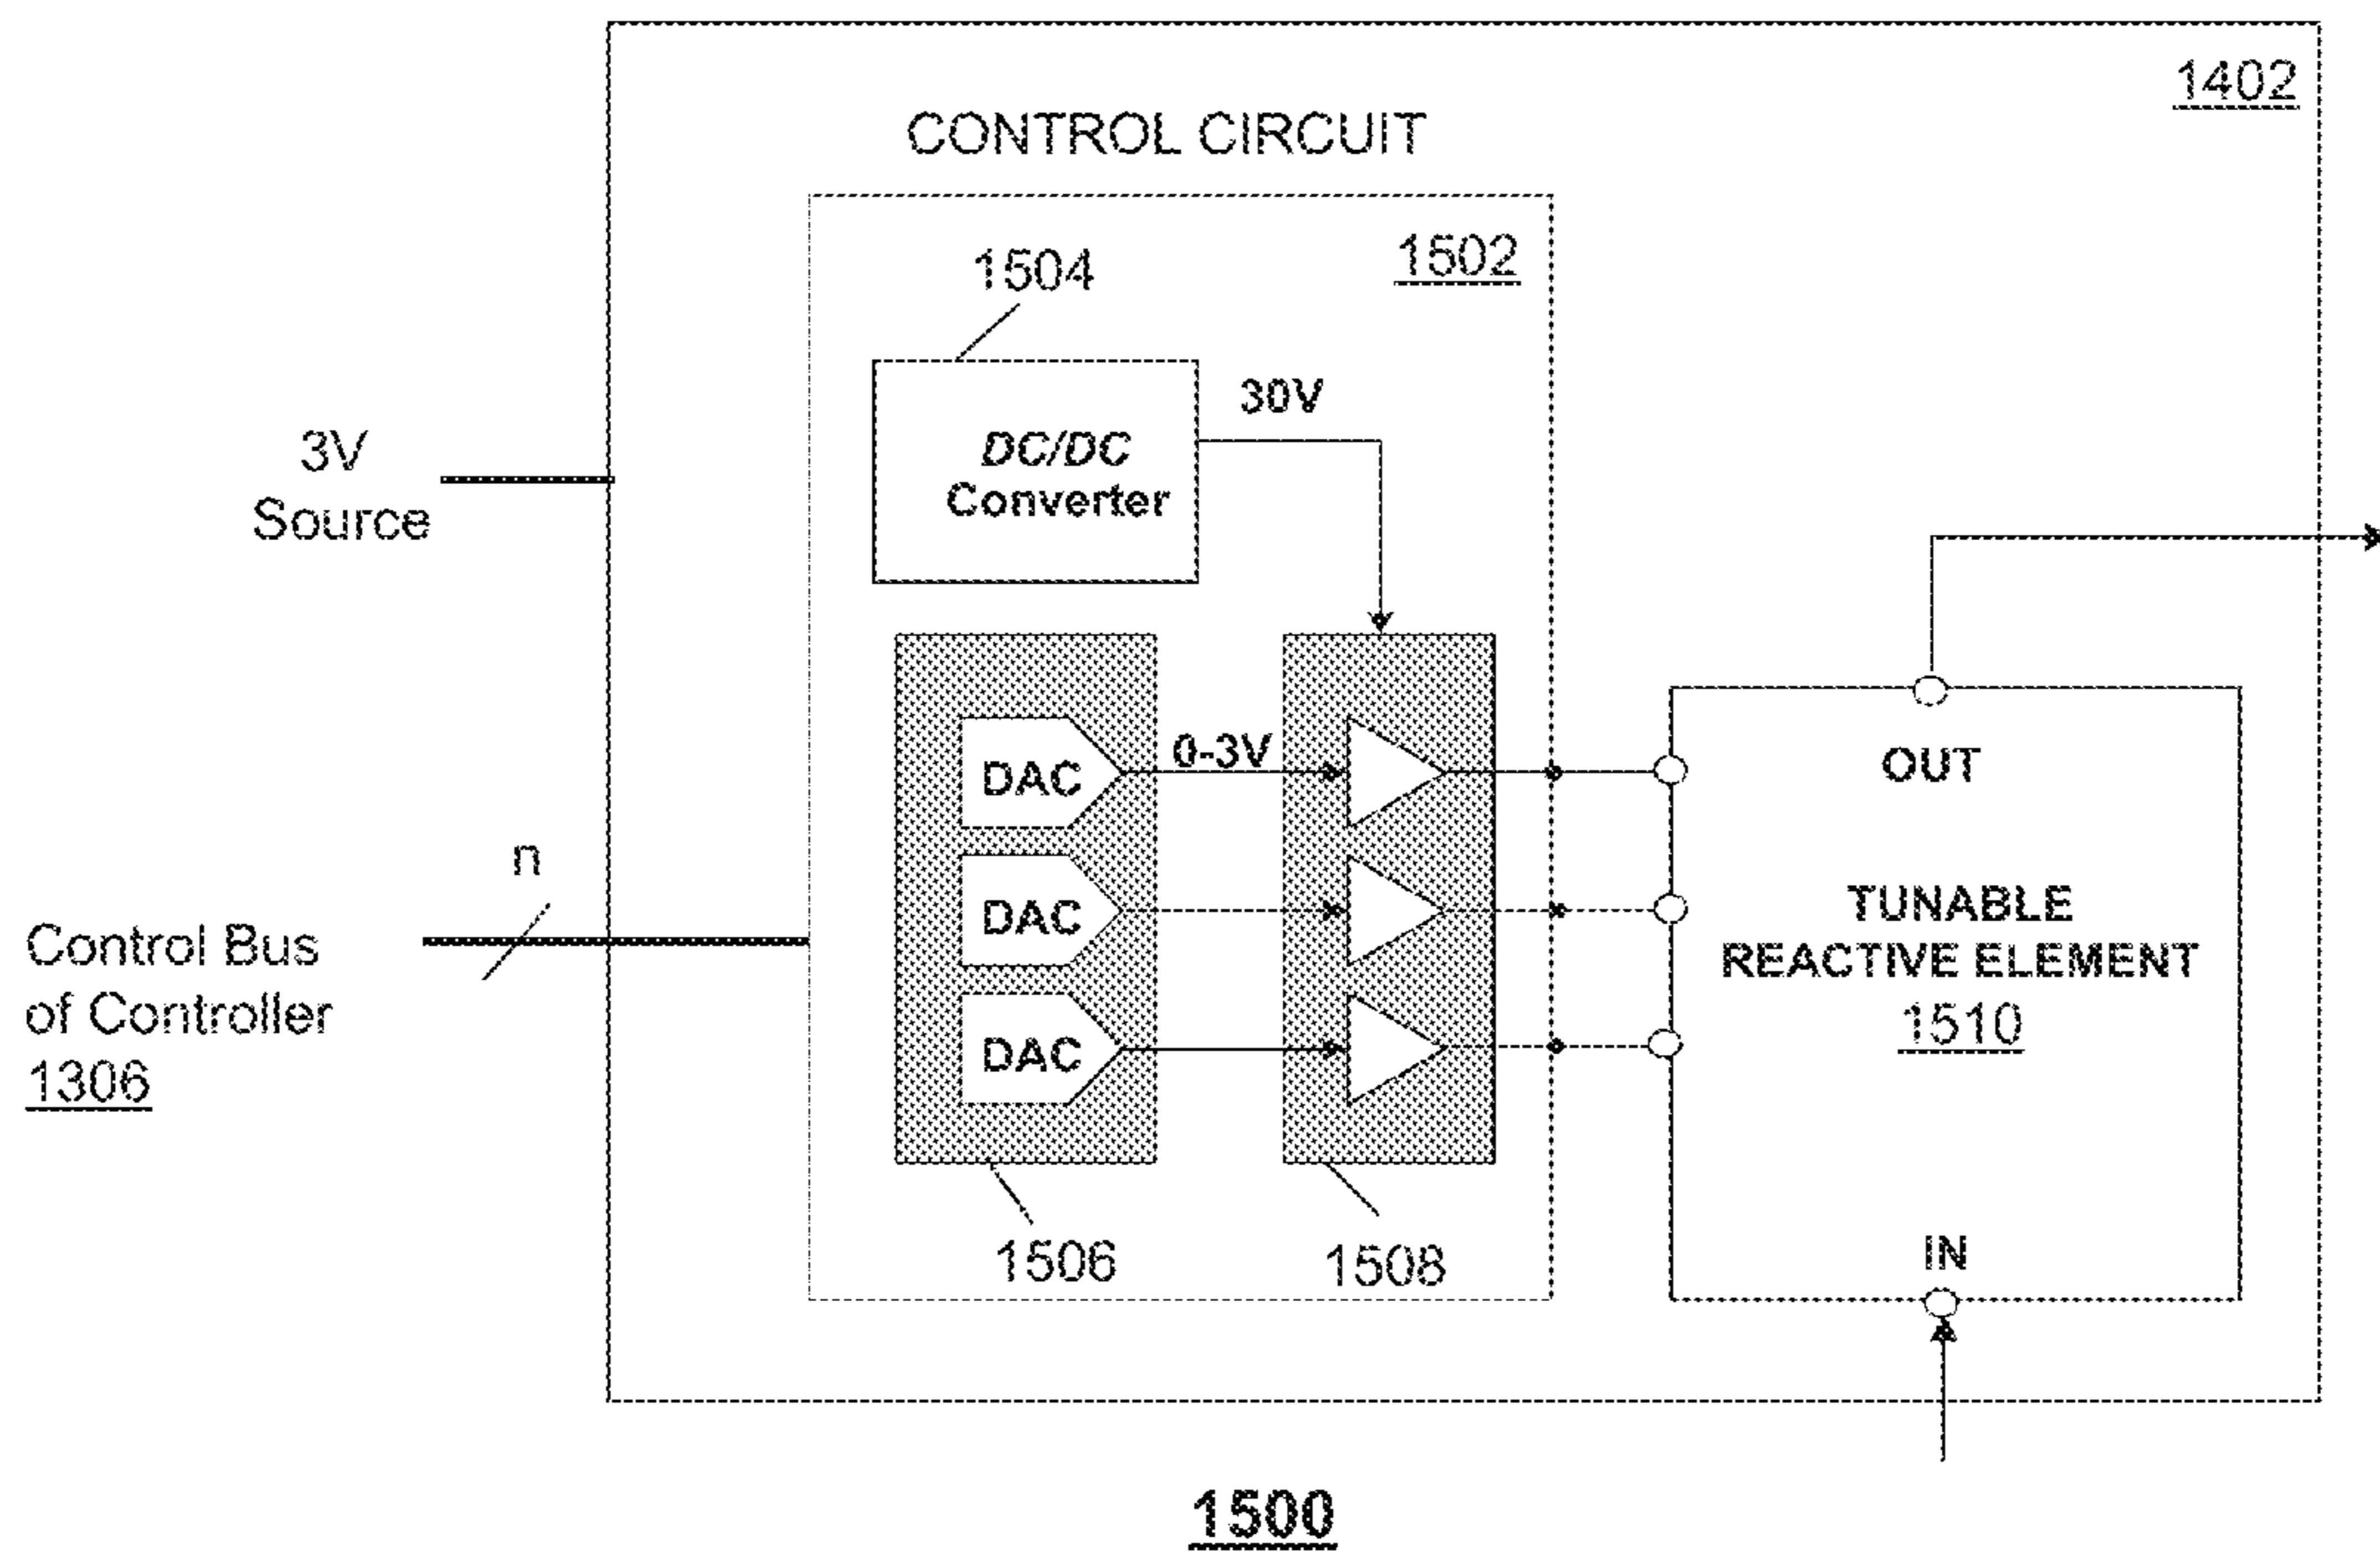 1402
CONTROL CIRCUIT
1502
1504
30V
DC/DC
Converter
3V
Source
0-3V
DAC
OUT
n
DAC
TUNABLE
REACTIVE ELEMENT
1510
Control Bus
of Controller
1306
DAC
IN
1506
1508
1500